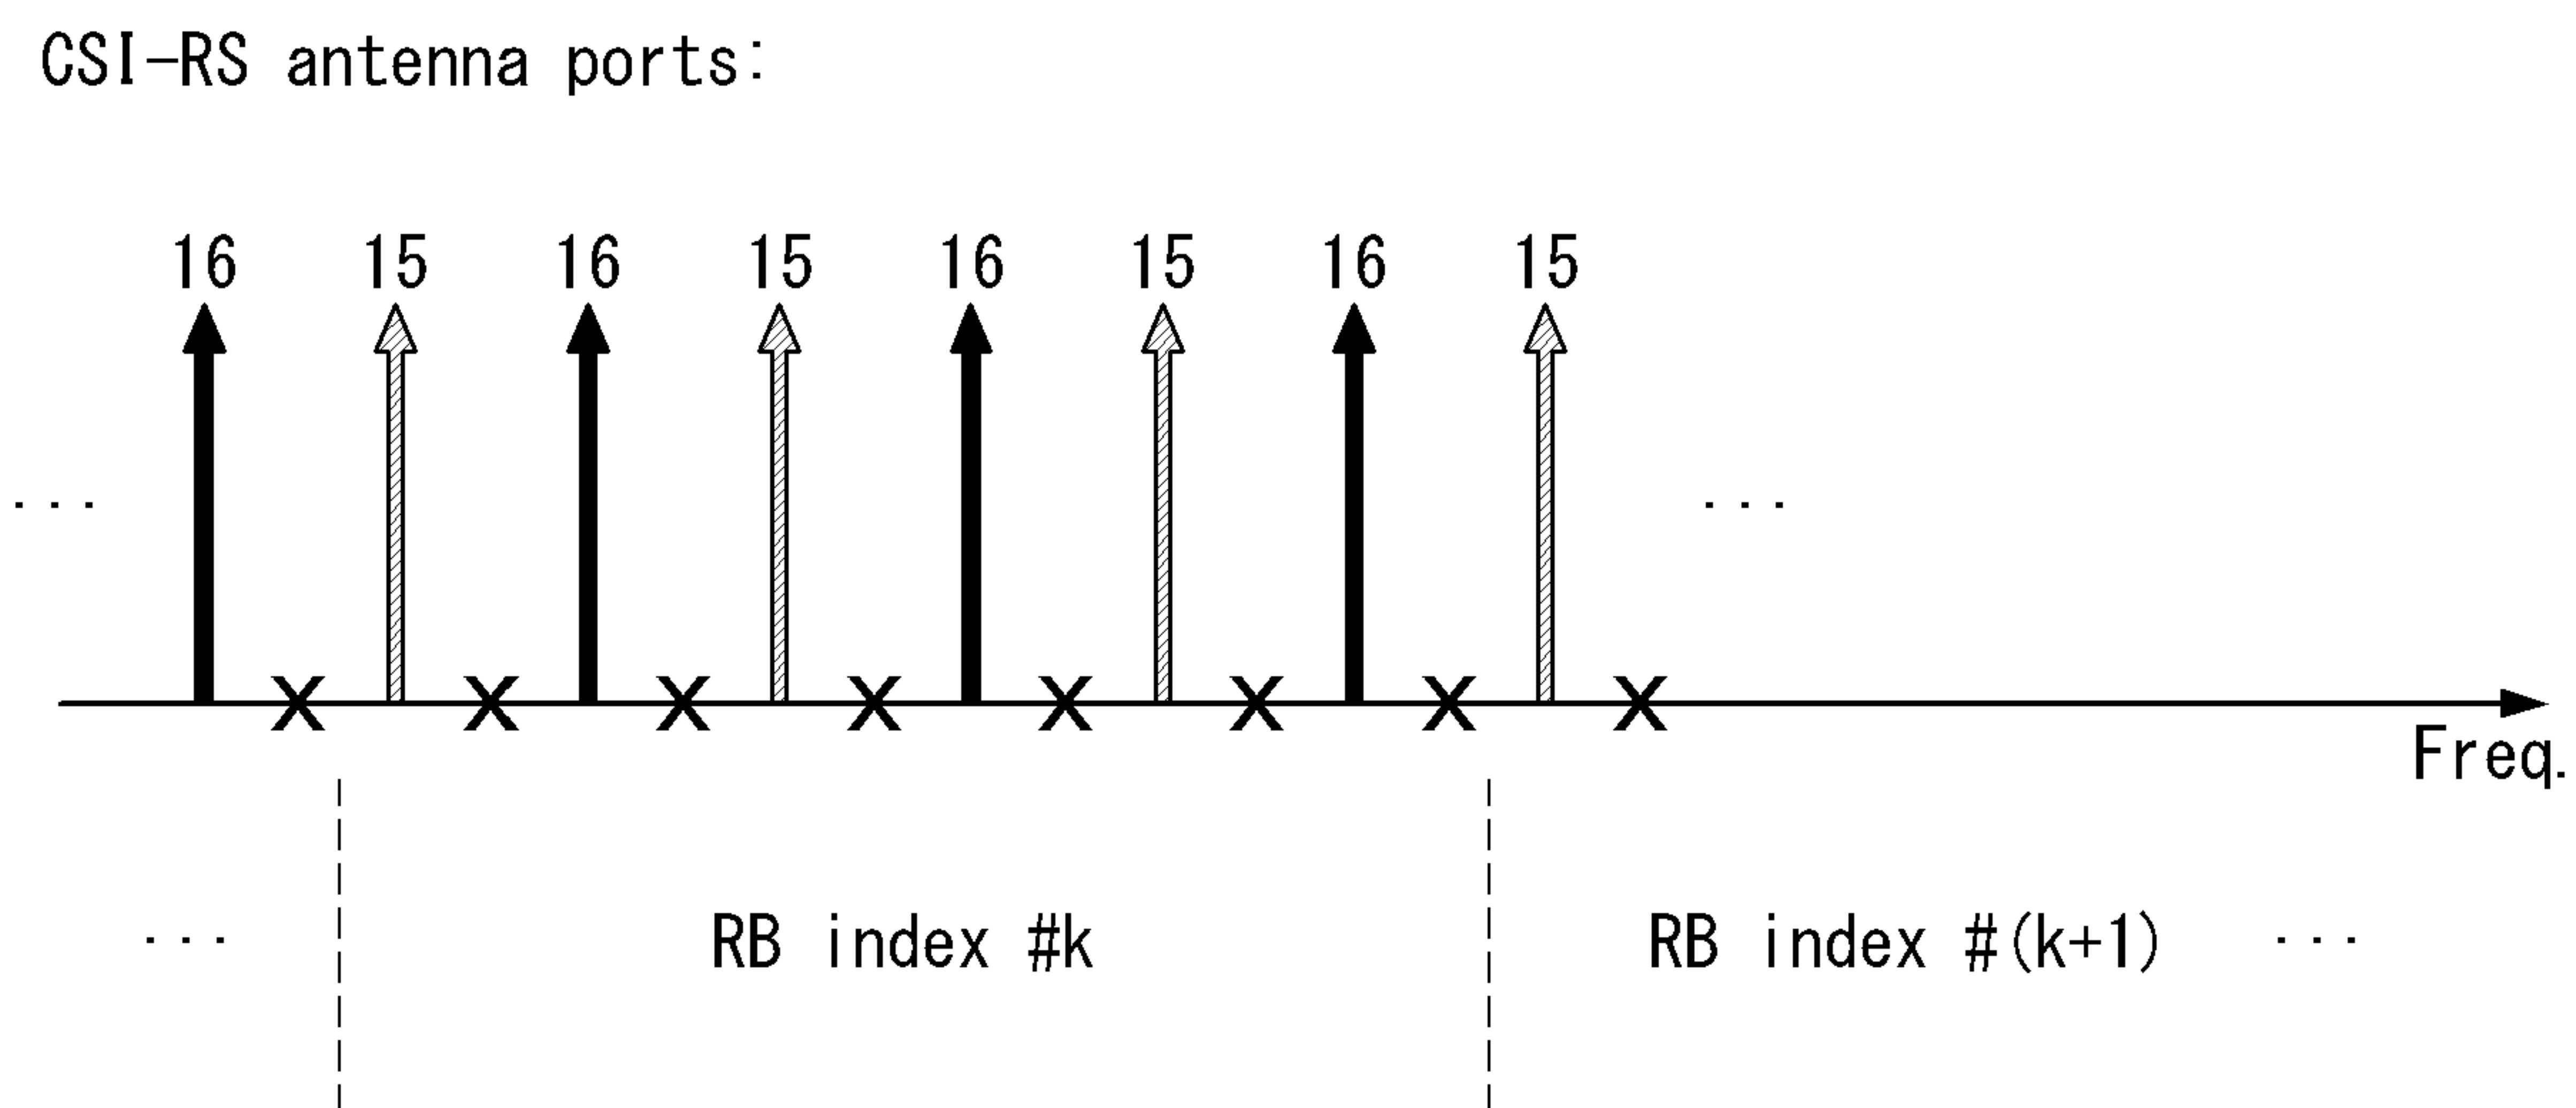 CSI-RS antenna ports:
16 15 16 15 16 15 16 15
... ...
X X X X X X X X
Freq.
... RB index #k RB index #(k+1) ...